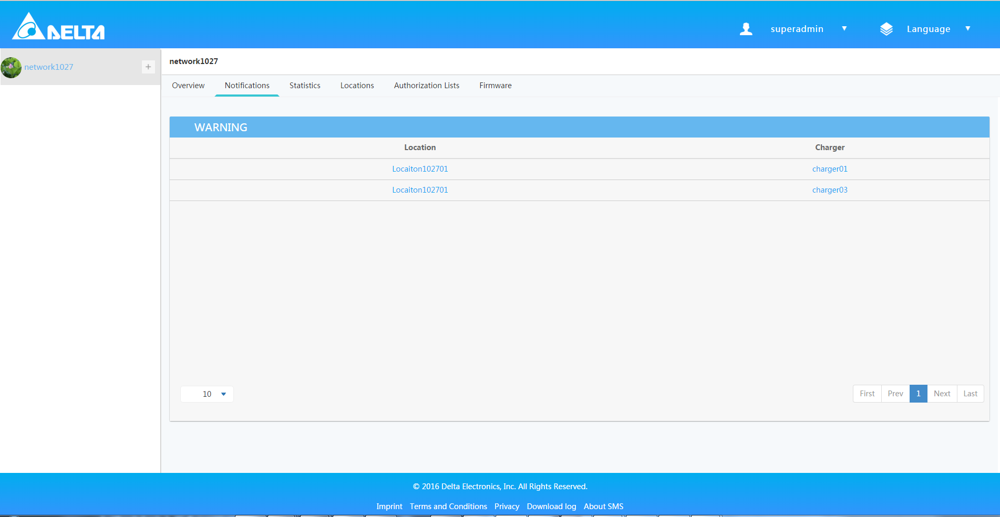 DELTA
superadmin Language
network1027 +
network1027
Overview Notifications Statistics Locations Authorization Lists Firmware
WARNING
Location Charger
Locaiton102701 charger01
Locaiton102701 charger03
10
First Prev 1 Next Last
© 2016 Delta Electronics, Inc. All Rights Reserved.
Imprint Terms and Conditions Privacy Download log About SMS